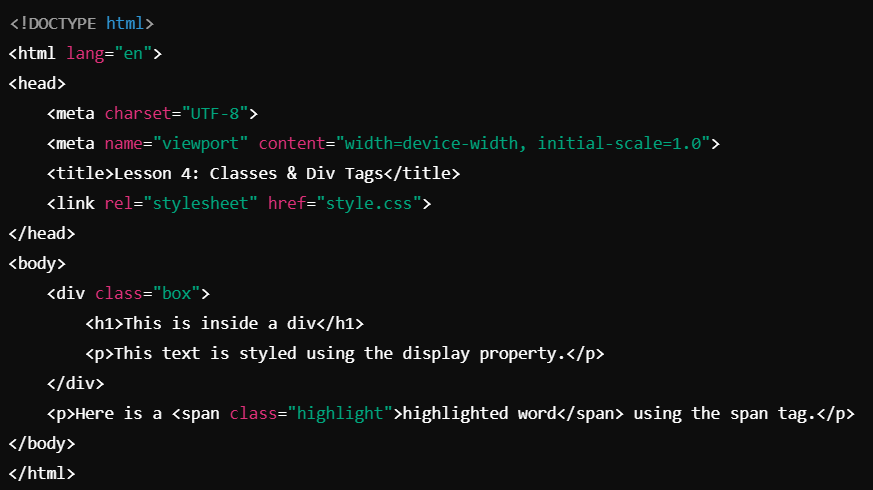 <!DOCTYPE html>
<html lang="en">
<head>
    <meta charset="UTF-8">
    <meta name="viewport" content="width=device-width, initial-scale=1.0">
    <title>Lesson 4: Classes & Div Tags</title>
    <link rel="stylesheet" href="style.css">
</head>
<body>
    <div class="box">
        <h1>This is inside a div</h1>
        <p>This text is styled using the display property.</p>
    </div>
    <p>Here is a <span class="highlight">highlighted word</span> using the span tag.</p>
</body>
</html>